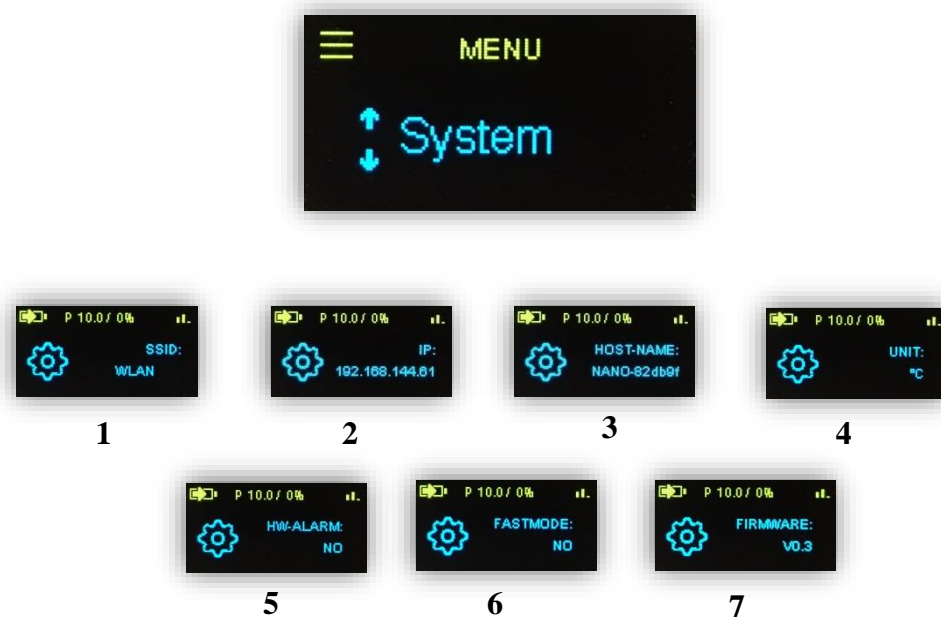 MENU
System
P 10.0 / 0%
SSID:
WLAN
P 10.0 / 0%
IP:
192.168.144.61
P 10.0 / 0%
HOST-NAME:
NANO-82db9f
P 10.0 / 0%
UNIT:
°C
1
2
3
4
P 10.0 / 0%
HW-ALARM:
NO
P 10.0 / 0%
FASTMODE:
NO
P 10.0 / 0%
FIRMWARE:
V0.3
5
6
7